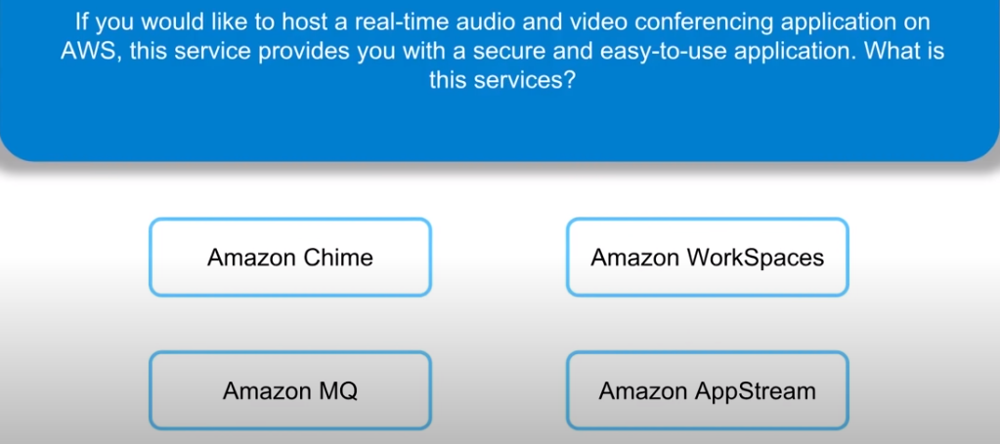 If you would like to host a real-time audio and video conferencing application on
AWS, this service provides you with a secure and easy-to-use application. What is
this services?
Amazon Chime
Amazon WorkSpaces
Amazon MQ
Amazon AppStream